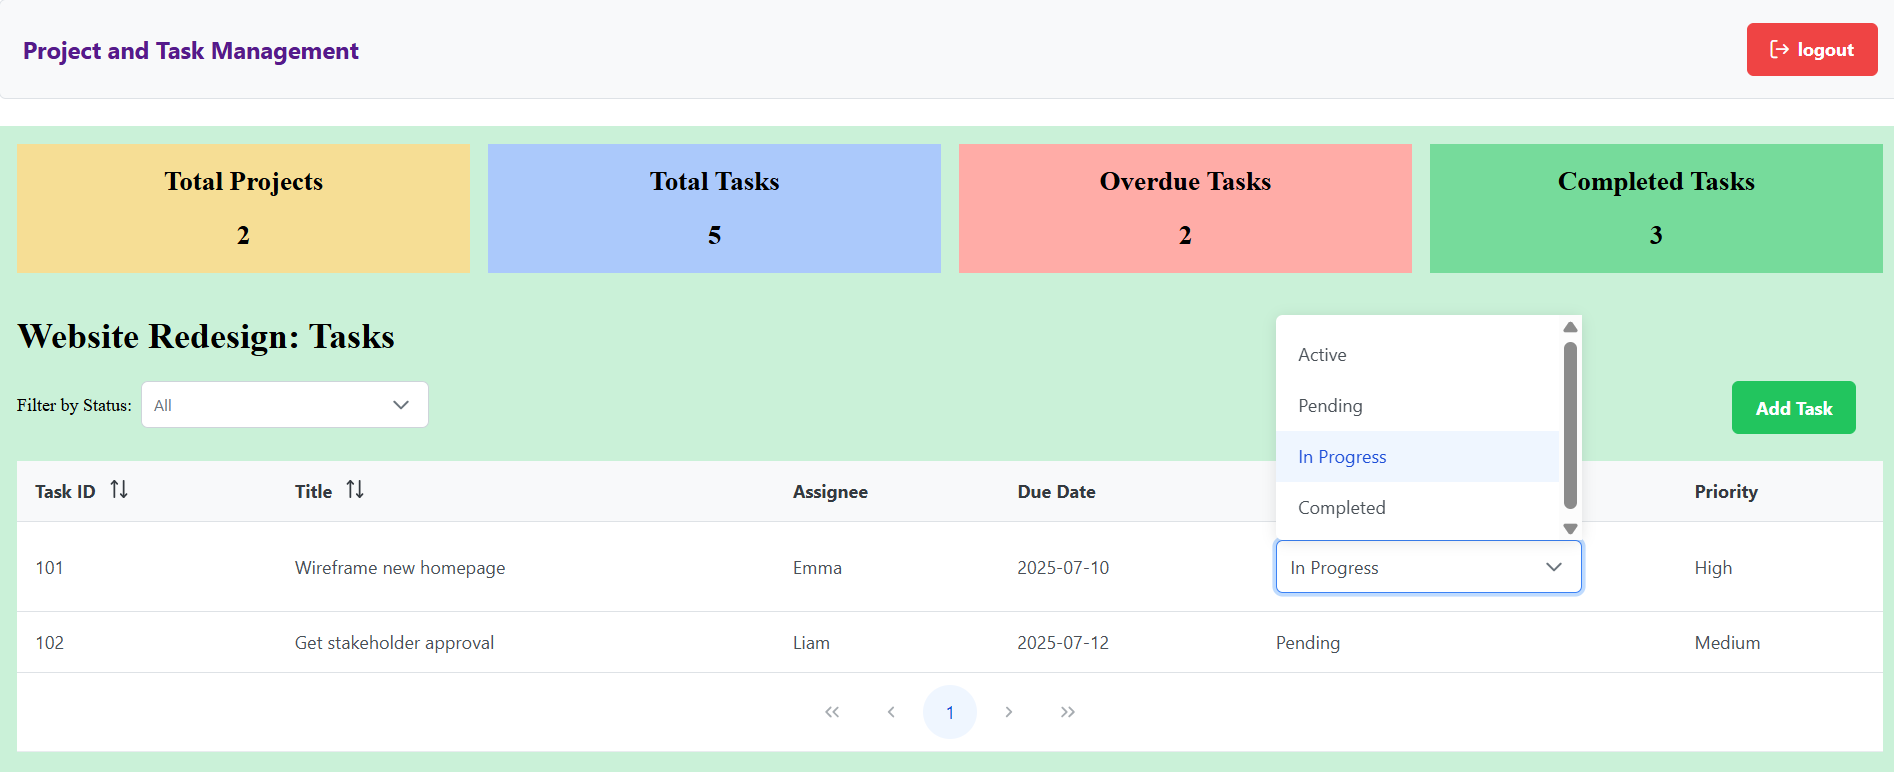 Project and Task Management
logout
Total Projects
2
Total Tasks
5
Overdue Tasks
2
Completed Tasks
3
Website Redesign: Tasks
Filter by Status: All
Add Task
Active
Pending
In Progress
Completed
Task ID Title Assignee Due Date Priority
101 Wireframe new homepage Emma 2025-07-10 In Progress High
102 Get stakeholder approval Liam 2025-07-12 Pending Medium
1